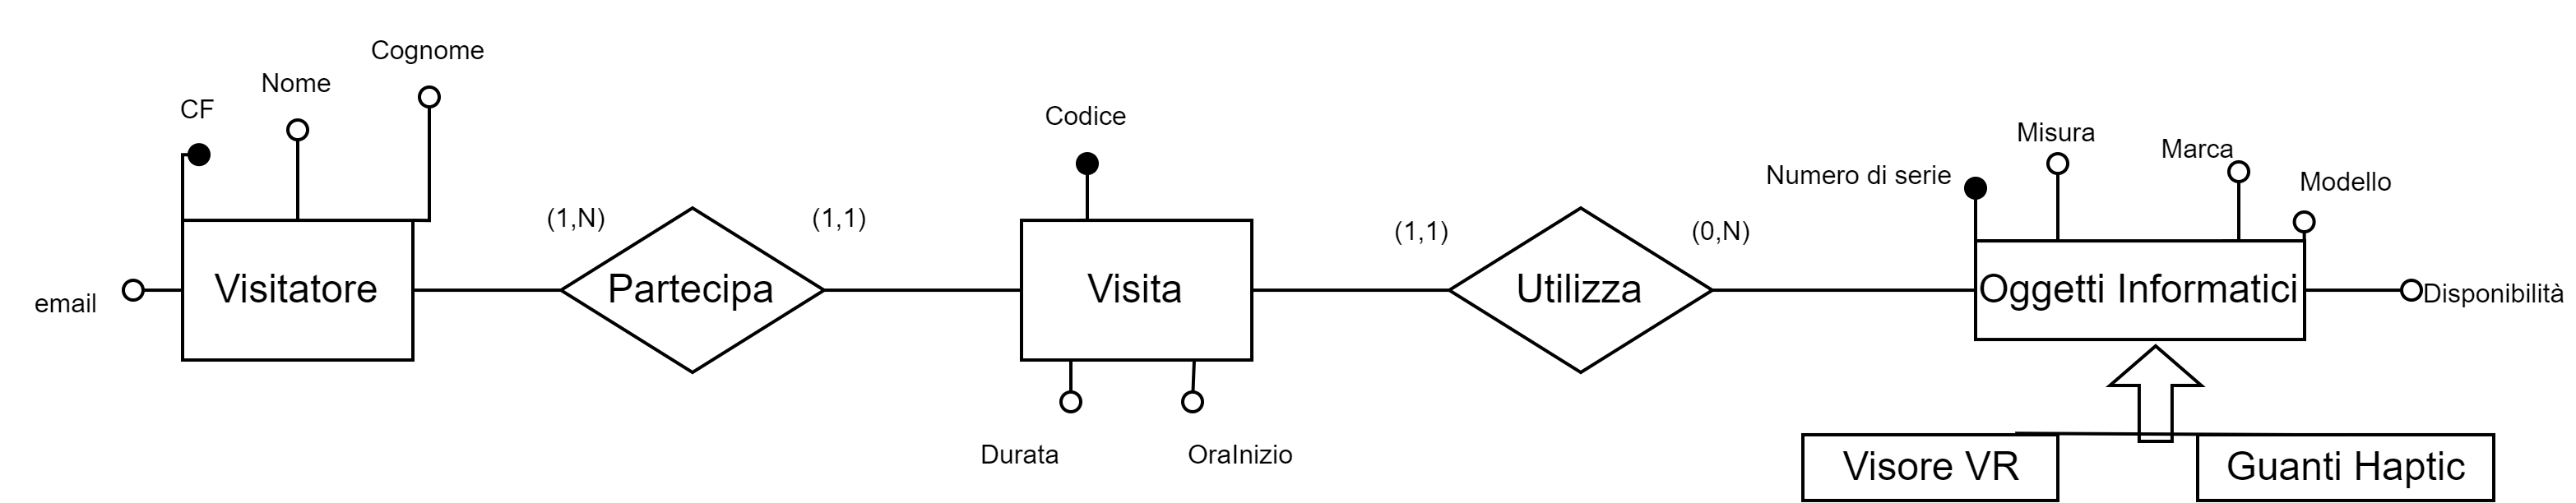 Cognome
Nome
CF
Codice
Misura
Marca
Numero di serie
Modello
(1,N)
(1,1)
(1,1)
(0,N)
email
Visitatore
Partecipa
Visita
Utilizza
Oggetti Informatici
Disponibilità
Durata
OraInizio
Visore VR
Guanti Haptic